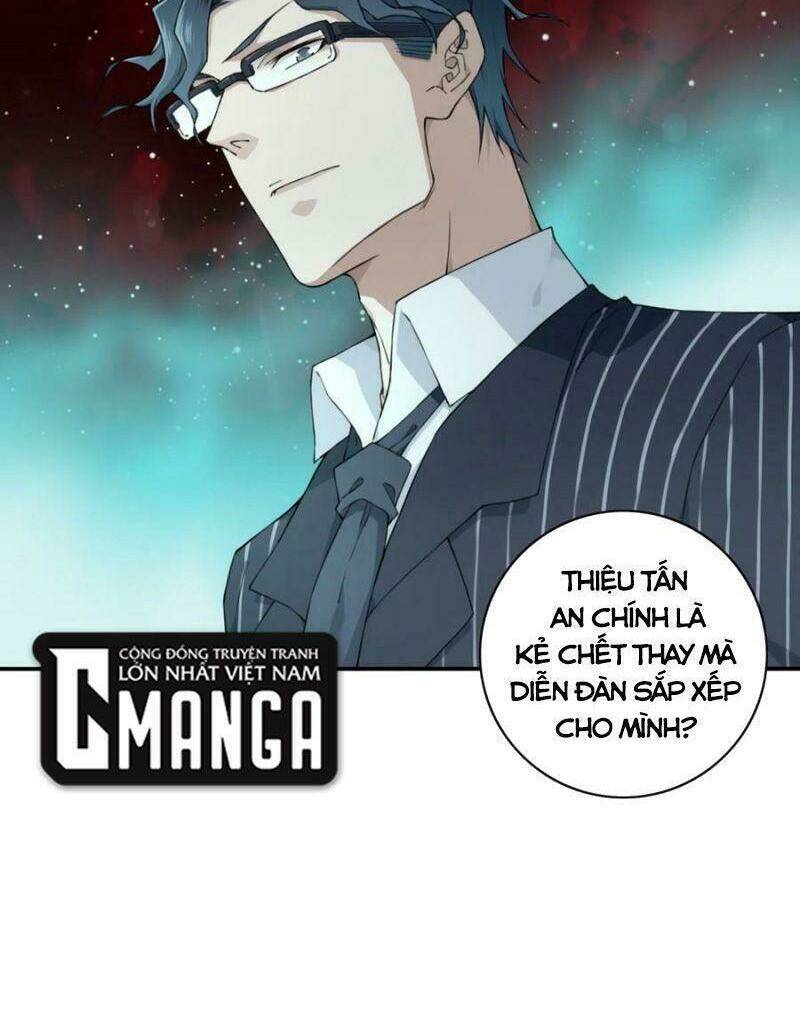 THIỆU TẤN
AN CHÍNH LÀ
KẺ CHẾT THAY MÀ
DIỄN ĐÀN SẮP XẾP
CHO MÌNH?
CỘNG ĐỒNG TRUYỆN TRANH
LỚN NHẤT VIỆT NAM
CMANGA